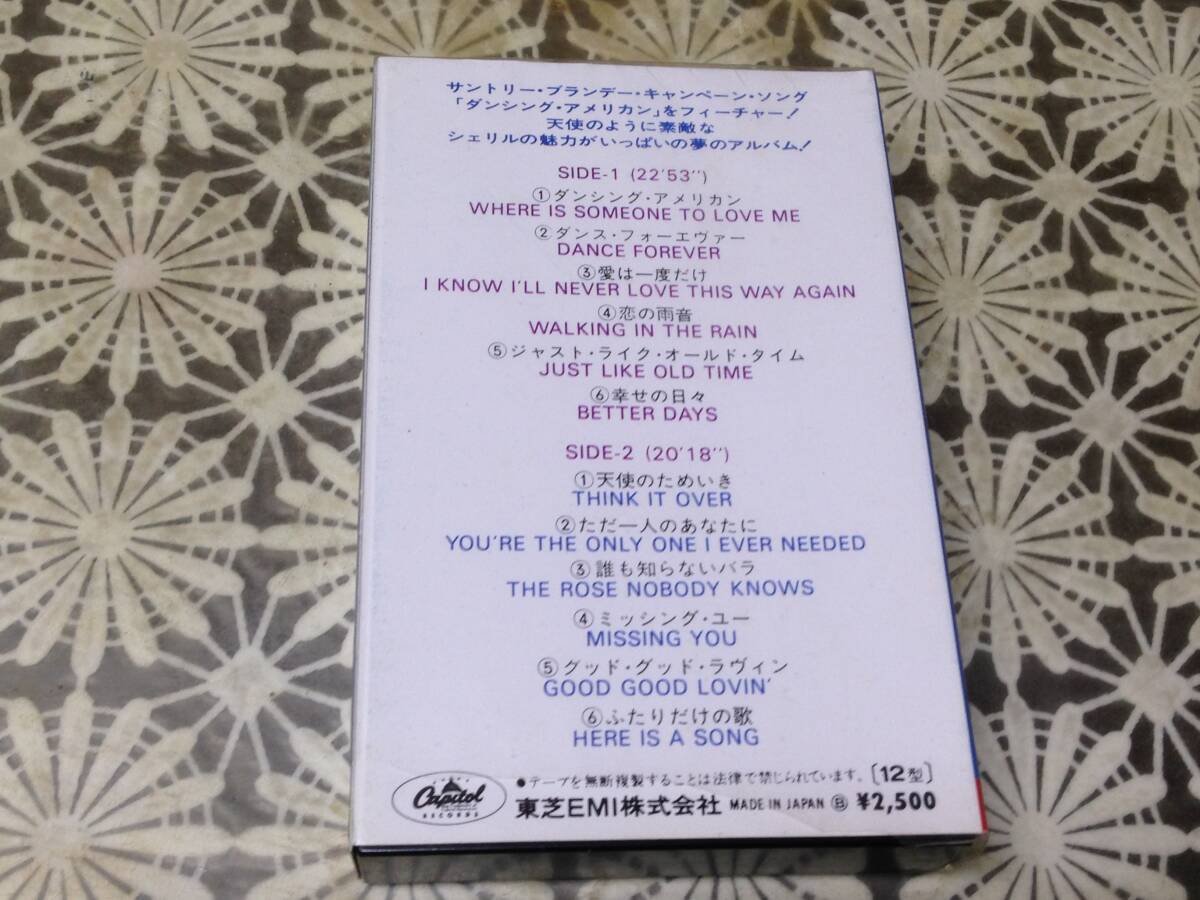 サントリー・ブランデー・キャンペーン・ソング
「ダンシング・アメリカン」をフィーチャー!
天使のように素敵な
シェリルの魅力がいっぱいの夢のアルバム!
SIDE-1 (22'53'')
①ダンシング・アメリカン
WHERE IS SOMEONE TO LOVE ME
②ダンス・フォーエヴァー
DANCE FOREVER
③愛は一度だけ
I KNOW I'LL NEVER LOVE THIS WAY AGAIN
④恋の雨音
WALKING IN THE RAIN
⑤ジャスト・ライク・オールド・タイム
JUST LIKE OLD TIME
⑥幸せの日々
BETTER DAYS
SIDE-2 (20'18'')
①天使のためいき
THINK IT OVER
②ただ一人のあなたに
YOU'RE THE ONLY ONE I EVER NEEDED
③誰も知らないバラ
THE ROSE NOBODY KNOWS
④ミッシング・ユー
MISSING YOU
⑤グッド・グッド・ラヴィン
GOOD GOOD LOVIN'
⑥ふたりだけの歌
HERE IS A SONG
Capitol
RECORDS
●テープを無断複製することは法律で禁じられています。〔12型〕
東芝EMI株式会社 MADE IN JAPAN Ⓑ ¥2,500